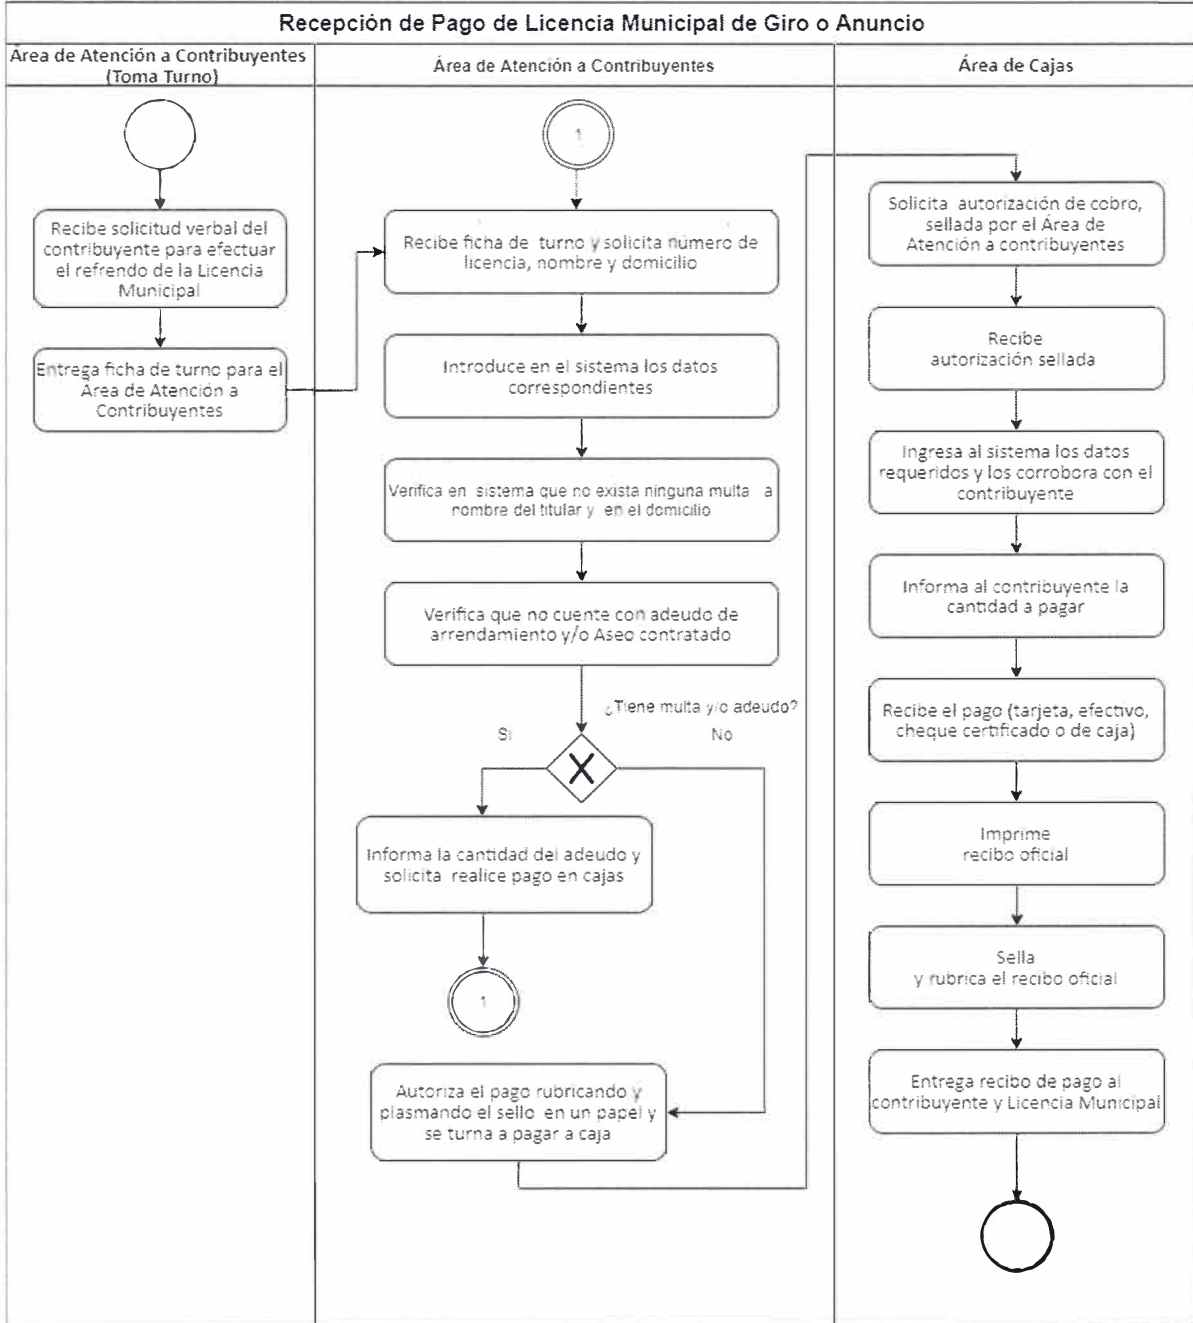 Recepción de Pago de Licencia Municipal de Giro o Anuncio
Área de Atención a Contribuyentes
(Toma Turno)
Recibe solicitud verbal del
contribuyente para efectuar
el refrendo de la Licencia
Municipal
Entrega ficha de turno para el
Área de Atención a
Contribuyentes
Área de Atención a Contribuyentes
1
Recibe ficha de turno y solicita número de
licencia, nombre y domicilio
Introduce en el sistema los datos
correspondientes
Verifica en sistema que no exista ninguna multa a
nombre del titular y en el domicilio
Verifica que no cuente con adeudo de
arrendamiento y/o Aseo contratado
¿Tiene multa y/o adeudo?
Si
No
X
Informa la cantidad del adeudo y
solicita realice pago en cajas
1
Autoriza el pago rubricando y
plasmando el sello en un papel y
se turna a pagar a caja
Área de Cajas
Solicita autorización de cobro,
sellada por el Área de
Atención a contribuyentes
Recibe
autorización sellada
Ingresa al sistema los datos
requeridos y los corrobora con el
contribuyente
Informa al contribuyente la
cantidad a pagar
Recibe el pago (tarjeta, efectivo,
cheque certificado o de caja)
Imprime
recibo oficial
Sella
y rubrica el recibo oficial
Entrega recibo de pago al
contribuyente y Licencia Municipal